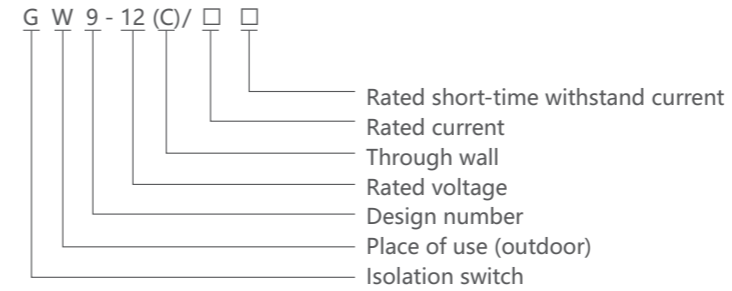 G W 9 - 12 (C)/ □ □
Rated short-time withstand current
Rated current
Through wall
Rated voltage
Design number
Place of use (outdoor)
Isolation switch